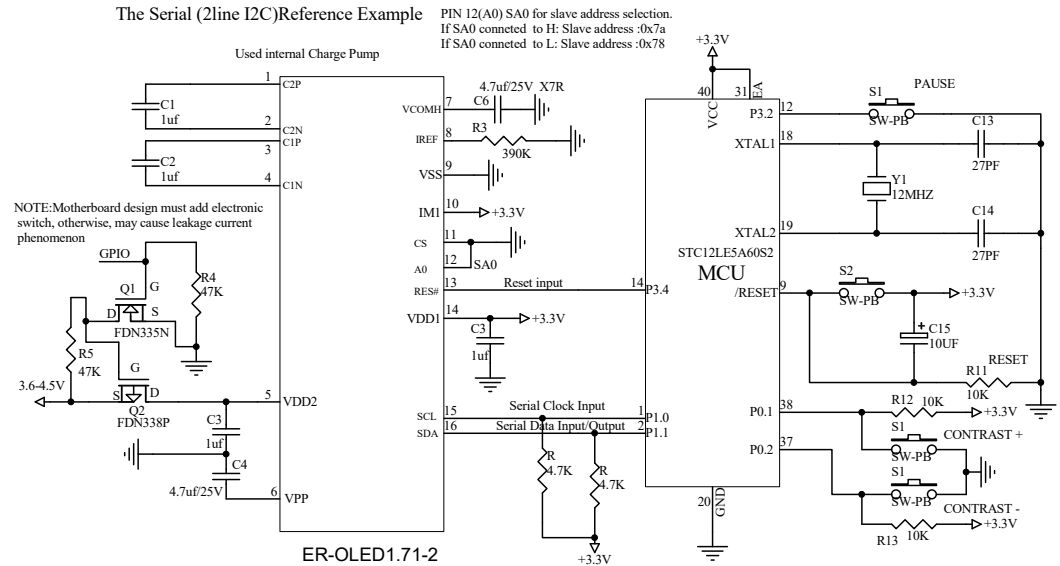 The Serial (2line I2C)Reference Example
PIN 12(A0) SA0 for slave address selection.
If SA0 conneted to H: Slave address :0x7a
If SA0 conneted to L: Slave address :0x78
Used internal Charge Pump
1
C2P
C1
1uf
2
C2N
C1P
3
C2
1uf
4
C1N
NOTE:Motherboard design must add electronic
switch, otherwise, may cause leakage current
phenomenon
GPIO
Q1
G
D
S
FDN335N
R4
47K
R5
47K
G
3.6-4.5V
S
D
Q2
FDN338P
5
VDD2
C3
1uf
C4
4.7uf/25V
6
VPP
ER-OLED1.71-2
VCOMH
7
4.7uf/25V
X7R
C6
IREF
8
R3
390K
VSS
9
IM1
10
+3.3V
CS
11
A0
12
SA0
RES#
13
Reset input
14
P3.4
VDD1
14
+3.3V
C3
1uf
SCL
15
Serial Clock Input
1
P1.0
SDA
16
Serial Data Input/Output
2
P1.1
R
4.7K
R
4.7K
+3.3V
+3.3V
40
VCC
31
EA
P3.2
12
S1
PAUSE
SW-PB
XTAL1
18
C13
27PF
Y1
12MHZ
XTAL2
19
C14
27PF
STC12LE5A60S2
MCU
/RESET
9
S2
SW-PB
+3.3V
+
C15
10UF
RESET
R11
10K
P0.1
38
R12
10K
+3.3V
S1
CONTRAST +
SW-PB
P0.2
37
S1
SW-PB
CONTRAST -
R13
10K
+3.3V
20
GND